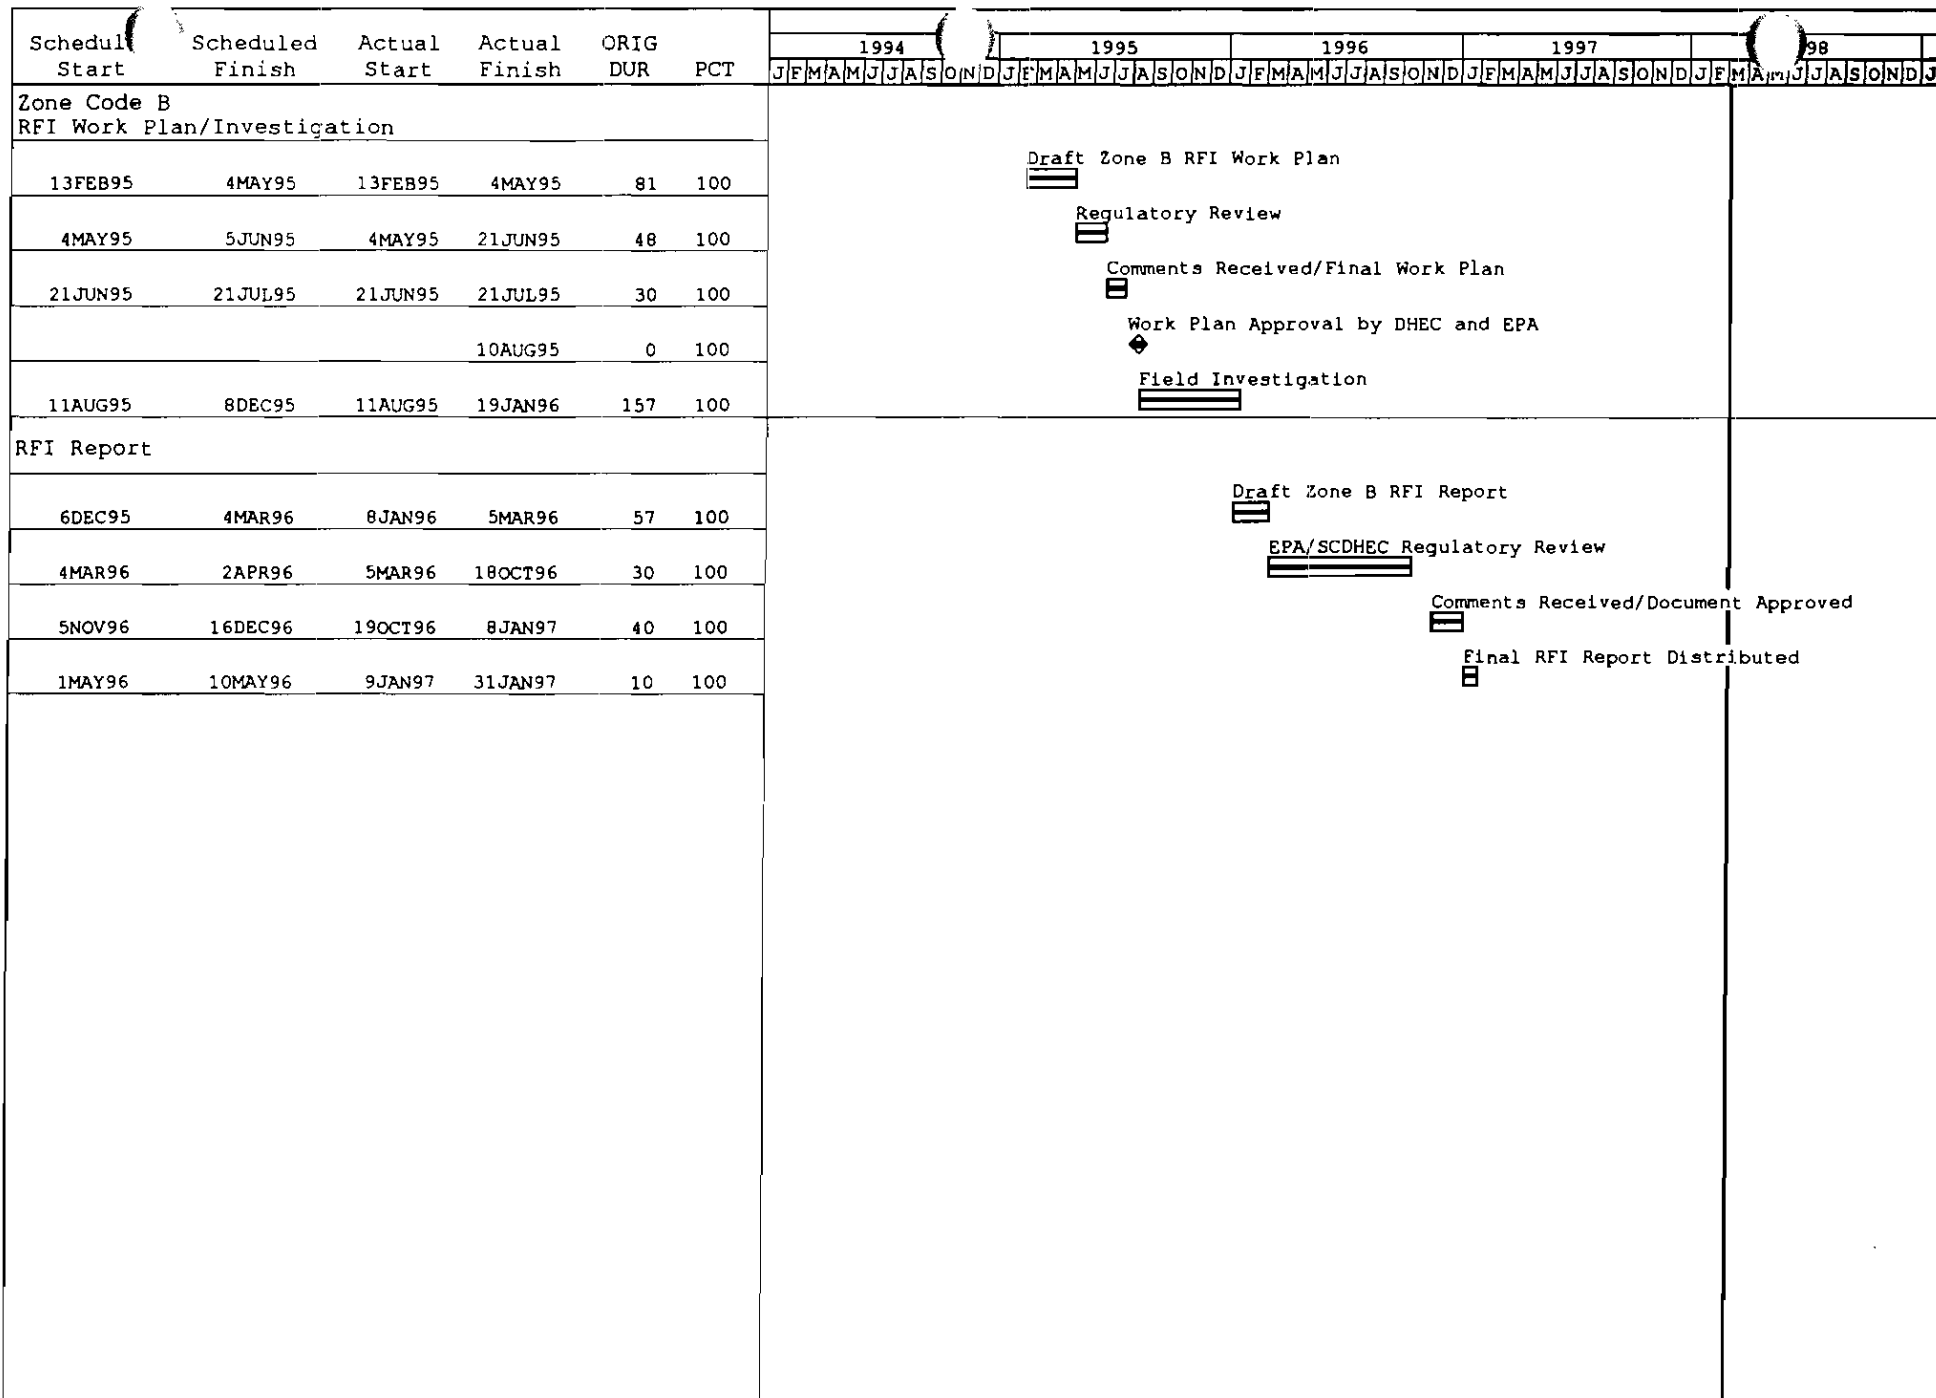 Scheduled Actual Actual ORIG
Start Finish Start Finish DUR PCT
1994 1995 1996 1997 98
J F M A M J J A S O N D J F M A M J J A S O N D J F M A M J J A S O N D J F M A M J J A S O N D J F M A M J J A S O N D J
Zone Code B
RFI Work Plan/Investigation
Draft Zone B RFI Work Plan
13FEB95 4MAY95 13FEB95 4MAY95 81 100
Regulatory Review
4MAY95 5JUN95 4MAY95 21JUN95 48 100
Comments Received/Final Work Plan
21JUN95 21JUL95 21JUN95 21JUL95 30 100
Work Plan Approval by DHEC and EPA
10AUG95 0 100
Field Investigation
11AUG95 8DEC95 11AUG95 19JAN96 157 100
RFI Report
Draft Zone B RFI Report
6DEC95 4MAR96 8JAN96 5MAR96 57 100
EPA/SCDHEC Regulatory Review
4MAR96 2APR96 5MAR96 18OCT96 30 100
Comments Received/Document Approved
5NOV96 16DEC96 19OCT96 8JAN97 40 100
Final RFI Report Distributed
1MAY96 10MAY96 9JAN97 31JAN97 10 100